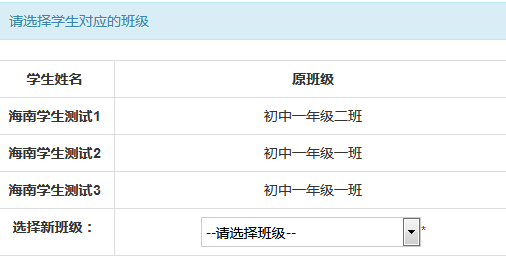 请选择学生对应的班级
学生姓名 原班级
海南学生测试1 初中一年级二班
海南学生测试2 初中一年级一班
海南学生测试3 初中一年级一班
选择新班级： --请选择班级-- *